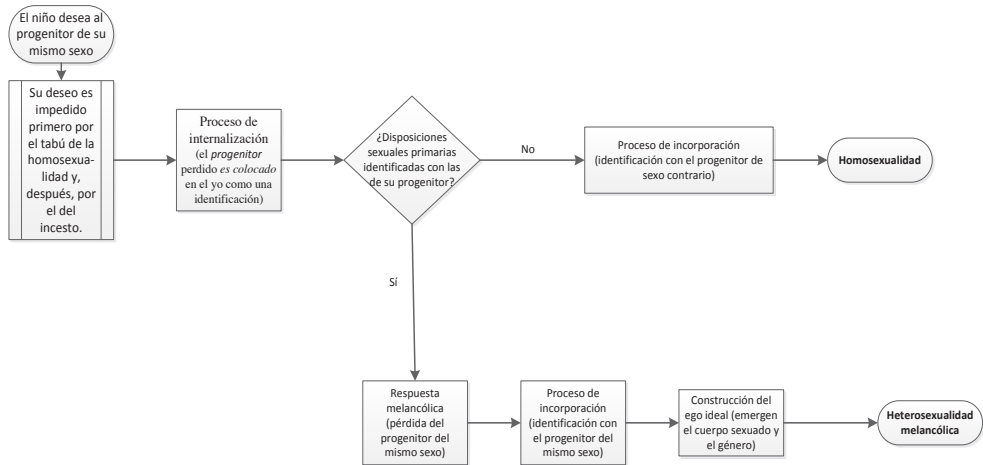 El niño desea al
progenitor de su
mismo sexo
Su deseo es
impedido
primero por el
tabú de la
homosexua-
lidad y,
después, por
el del
incesto.
Proceso de
internalización
(el progenitor
perdido es colocado
en el yo como una
identificación)
¿Disposiciones
sexuales primarias
identificadas con las
de su progenitor?
No
Proceso de incorporación
(identificación con el progenitor de
sexo contrario)
Homosexualidad
Sí
Respuesta
melancólica
(pérdida del
progenitor del
mismo sexo)
Proceso de
incorporación
(identificación con
el progenitor del
mismo sexo)
Construcción del
ego ideal (emergen
el cuerpo sexuado y
el género)
Heterosexualidad
melancólica